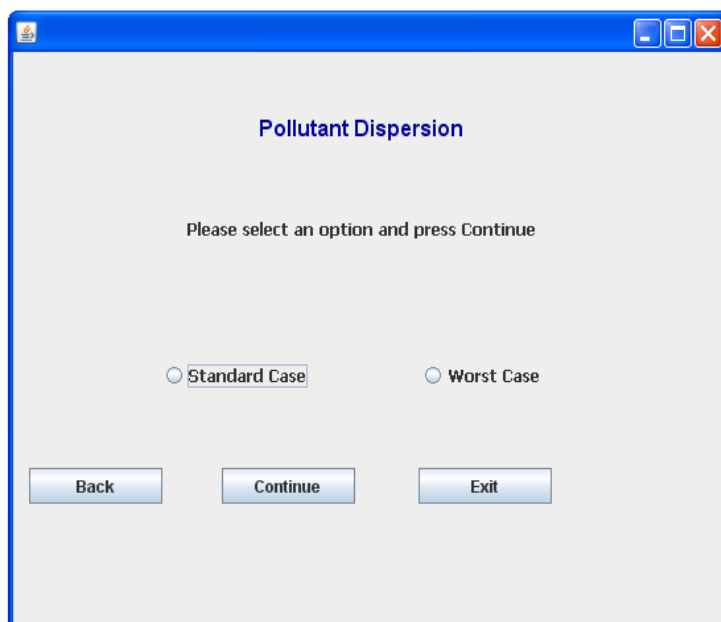 Pollutant Dispersion
Please select an option and press Continue
Standard Case Worst Case
Back Continue Exit